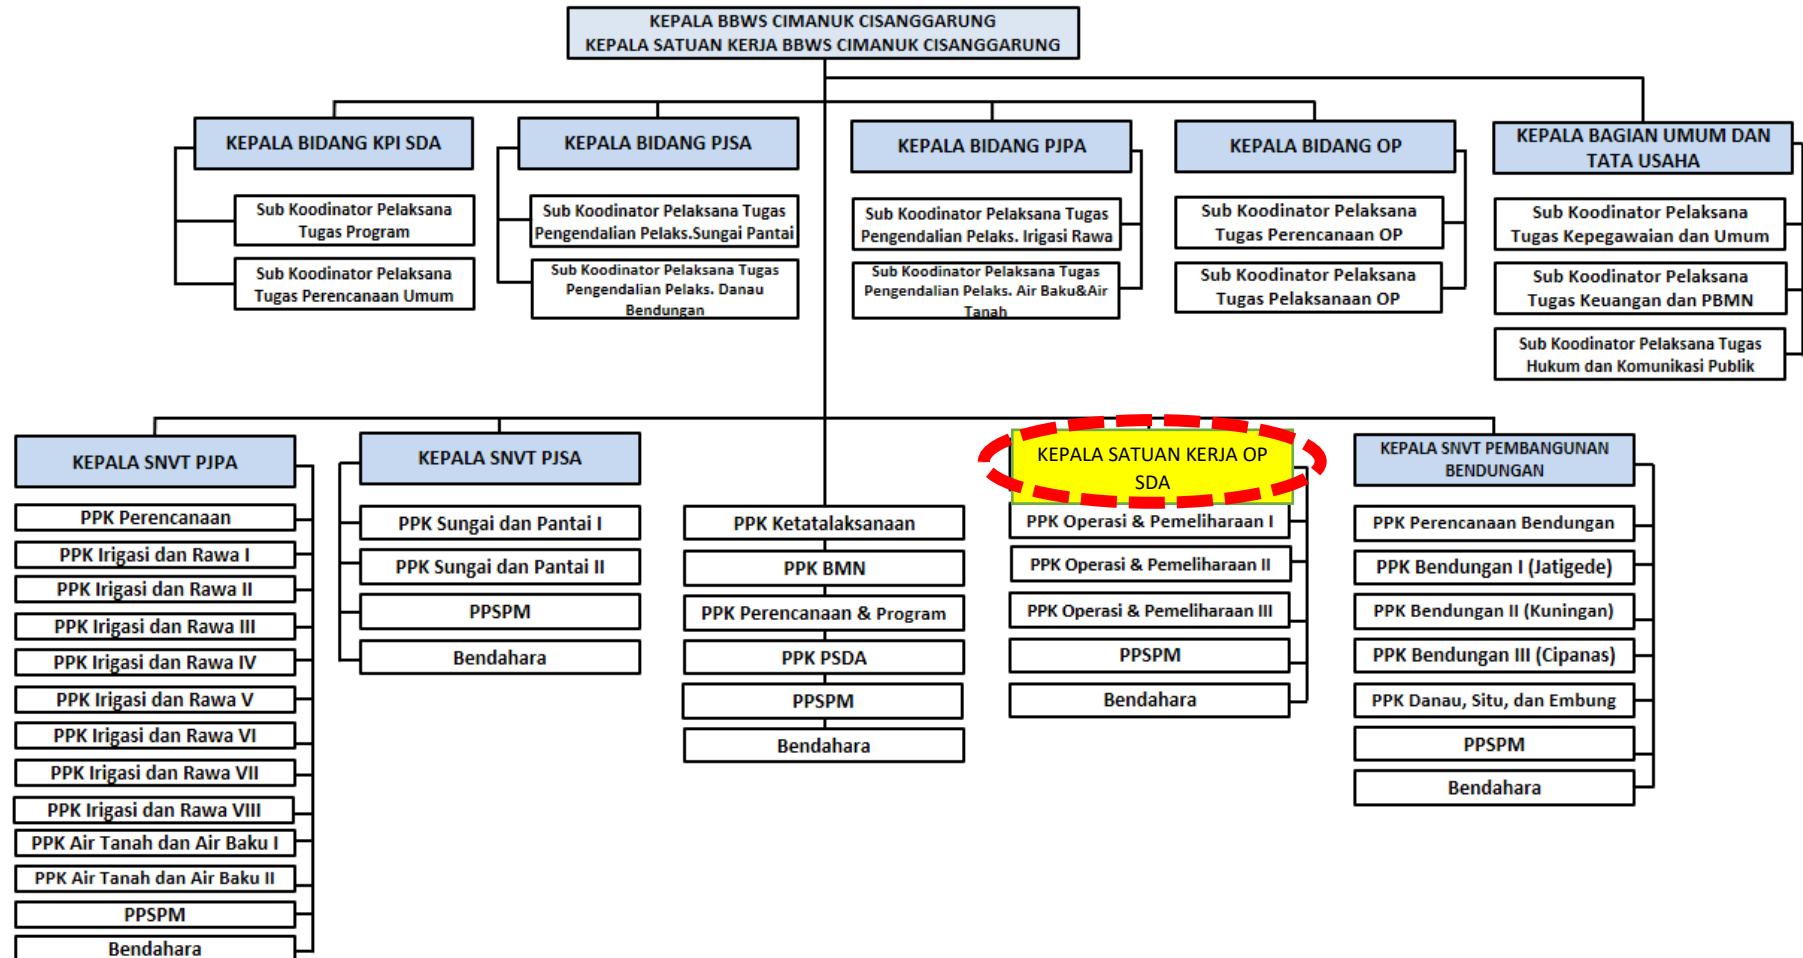 KEPALA BBWS CIMANUK CISANGGARUNG
KEPALA SATUAN KERJA BBWS CIMANUK CISANGGARUNG
KEPALA BIDANG KPI SDA
Sub Koodinator Pelaksana
Tugas Program
Sub Koodinator Pelaksana
Tugas Perencanaan Umum
KEPALA BIDANG PJSA
Sub Koodinator Pelaksana Tugas
Pengendalian Pelaks.Sungai Pantai
Sub Koodinator Pelaksana Tugas
Pengendalian Pelaks. Danau
Bendungan
KEPALA BIDANG PJPA
Sub Koodinator Pelaksana Tugas
Pengendalian Pelaks. Irigasi Rawa
Sub Koodinator Pelaksana Tugas
Pengendalian Pelaks. Air Baku&Air
Tanah
KEPALA BIDANG OP
Sub Koodinator Pelaksana
Tugas Perencanaan OP
Sub Koodinator Pelaksana
Tugas Pelaksanaan OP
KEPALA BAGIAN UMUM DAN
TATA USAHA
Sub Koodinator Pelaksana
Tugas Kepegawaian dan Umum
Sub Koodinator Pelaksana
Tugas Keuangan dan PBMN
Sub Koodinator Pelaksana Tugas
Hukum dan Komunikasi Publik
KEPALA SNVT PJPA
PPK Perencanaan
PPK Irigasi dan Rawa I
PPK Irigasi dan Rawa II
PPK Irigasi dan Rawa III
PPK Irigasi dan Rawa IV
PPK Irigasi dan Rawa V
PPK Irigasi dan Rawa VI
PPK Irigasi dan Rawa VII
PPK Irigasi dan Rawa VIII
PPK Air Tanah dan Air Baku I
PPK Air Tanah dan Air Baku II
PPSPM
Bendahara
KEPALA SNVT PJSA
PPK Sungai dan Pantai I
PPK Sungai dan Pantai II
PPSPM
Bendahara
PPK Ketatalaksanaan
PPK BMN
PPK Perencanaan & Program
PPK PSDA
PPSPM
Bendahara
KEPALA SATUAN KERJA OP
SDA
PPK Operasi & Pemeliharaan I
PPK Operasi & Pemeliharaan II
PPK Operasi & Pemeliharaan III
PPSPM
Bendahara
KEPALA SNVT PEMBANGUNAN
BENDUNGAN
PPK Perencanaan Bendungan
PPK Bendungan I (Jatigede)
PPK Bendungan II (Kuningan)
PPK Bendungan III (Cipanas)
PPK Danau, Situ, dan Embung
PPSPM
Bendahara